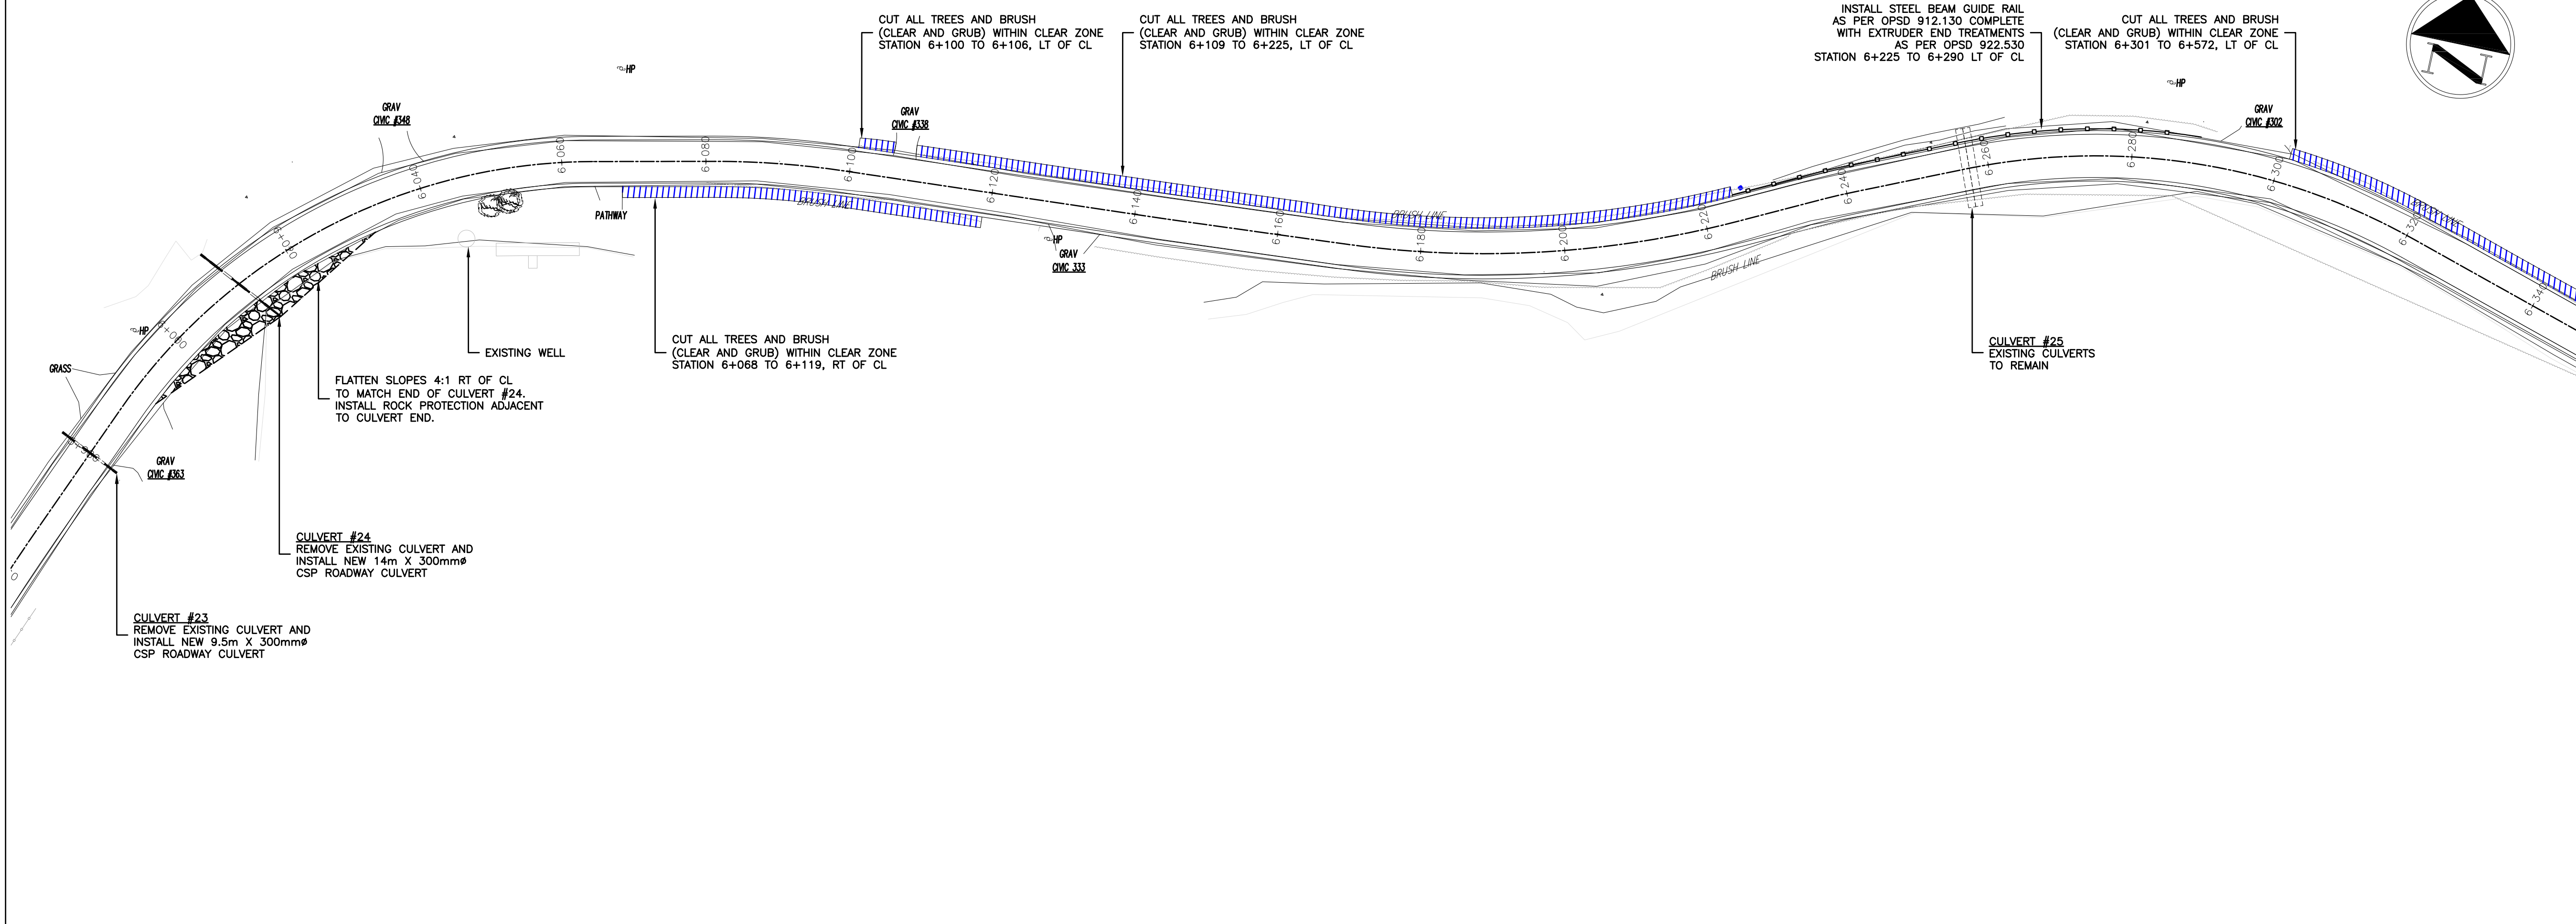 CUT ALL TREES AND BRUSH
(CLEAR AND GRUB) WITHIN CLEAR ZONE
STATION 6+100 TO 6+106, LT OF CL
CUT ALL TREES AND BRUSH
(CLEAR AND GRUB) WITHIN CLEAR ZONE
STATION 6+109 TO 6+225, LT OF CL
INSTALL STEEL BEAM GUIDE RAIL
AS PER OPSD 912.130 COMPLETE
WITH EXTRUDER END TREATMENTS
AS PER OPSD 922.530
STATION 6+225 TO 6+290 LT OF CL
CUT ALL TREES AND BRUSH
(CLEAR AND GRUB) WITHIN CLEAR ZONE
STATION 6+301 TO 6+572, LT OF CL
N
HP
HP
GRAV
CIVIC #348
GRAV
CIVIC #338
GRAV
CIVIC #302
6+000
6+020
6+040
6+060
6+080
6+100
6+120
6+140
6+160
6+180
6+200
6+220
6+240
6+260
6+280
6+300
6+320
6+340
PATHWAY
BRUSH LINE
BRUSH LINE
BRUSH LINE
HP
GRAV
CIVIC 333
HP
GRASS
EXISTING WELL
CUT ALL TREES AND BRUSH
(CLEAR AND GRUB) WITHIN CLEAR ZONE
STATION 6+068 TO 6+119, RT OF CL
CULVERT #25
EXISTING CULVERTS
TO REMAIN
FLATTEN SLOPES 4:1 RT OF CL
TO MATCH END OF CULVERT #24.
INSTALL ROCK PROTECTION ADJACENT
TO CULVERT END.
GRAV
CIVIC #363
CULVERT #24
REMOVE EXISTING CULVERT AND
INSTALL NEW 14m X 300mmø
CSP ROADWAY CULVERT
CULVERT #23
REMOVE EXISTING CULVERT AND
INSTALL NEW 9.5m X 300mmø
CSP ROADWAY CULVERT